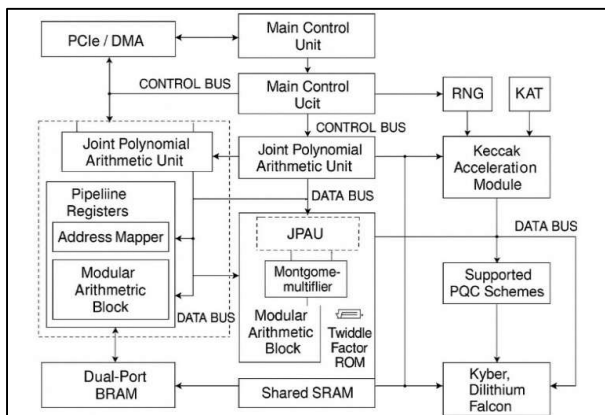 PCIe / DMA
Main Control
Unit
CONTROL BUS
Main Control
Ucit
RNG
KAT
CONTROL BUS
Joint Polynomial
Arithmetic Unit
Joint Polynomial
Arithmetic Unit
Keccak
Acceleration
Module
Pipeliine
Registers
Address Mapper
Modular
Arithmetric
Block
DATA BUS
DATA BUS
JPAU
Montgome-
multiflier
Modular
Arithmetic
Block
Twiddle
Factor
ROM
DATA BUS
Supported
PQC Schemes
Dual-Port
BRAM
Shared SRAM
Kyber,
Dilithium
Falcon